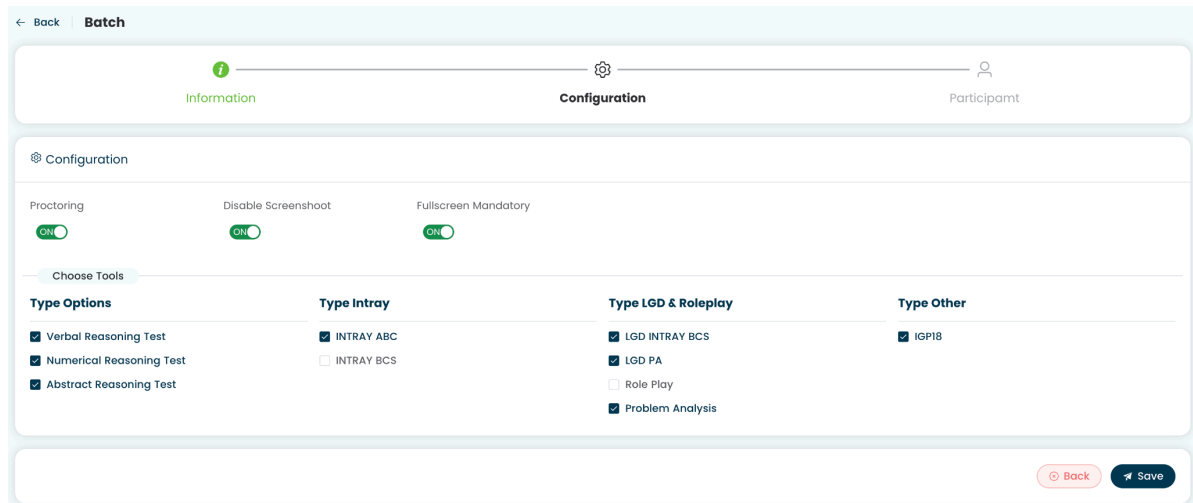 Back Batch
Information Configuration Participamt
Configuration
Proctoring Disable Screenshoot Fullscreen Mandatory
ON ON ON
Choose Tools
Type Options Type Intray Type LGD & Roleplay Type Other
Verbal Reasoning Test INTRAY ABC LGD INTRAY BCS IGP18
Numerical Reasoning Test INTRAY BCS LGD PA
Abstract Reasoning Test Role Play
Problem Analysis
Back Save